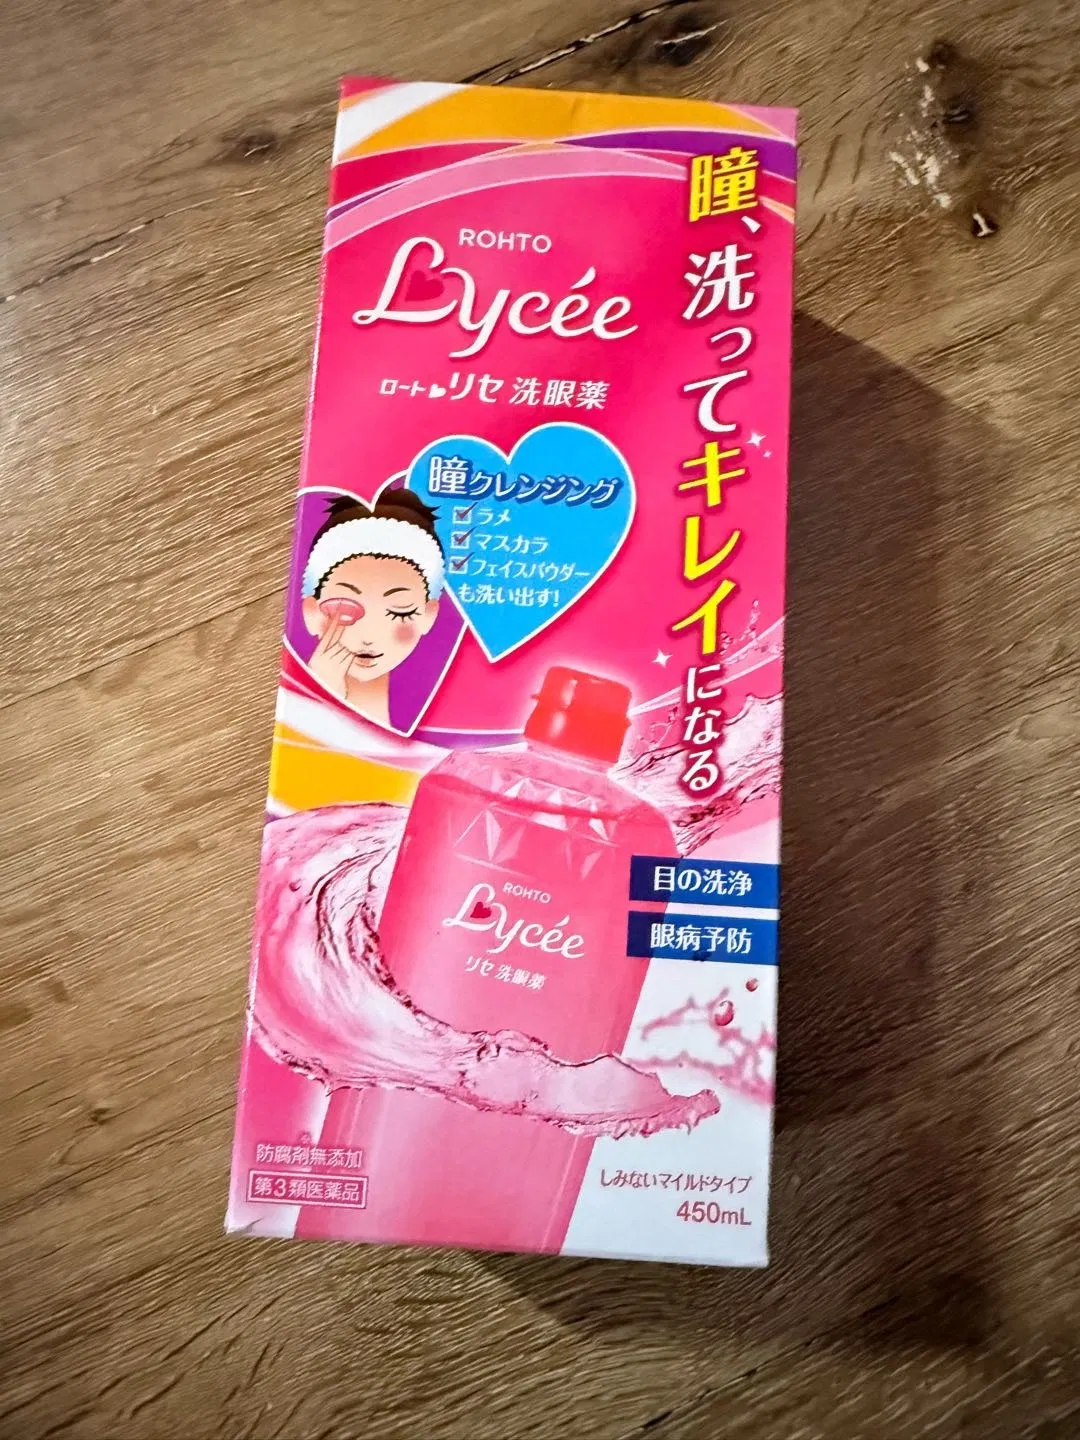 ROHTO
Lycée
ロートリセ 洗眼薬
瞳、洗ってキレイになる
瞳クレンジング
ラメ
マスカラ
フェイスパウダー
も洗い出す!
ROHTO
Lycée
リセ 洗眼薬
目の洗浄
眼病予防
防腐剤無添加
第3類医薬品
しみないマイルドタイプ
450mL